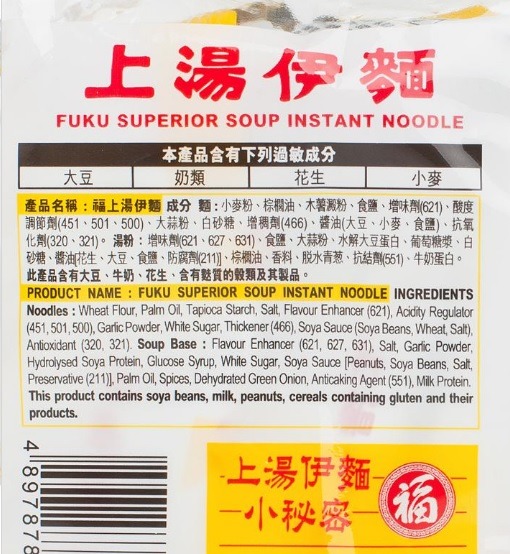 上湯伊麵
FUKU SUPERIOR SOUP INSTANT NOODLE
本產品含有下列過敏成分
大豆 奶類 花生 小麥
產品名稱：福上湯伊麵 成分 麵：小麥粉、棕櫚油、木薯澱粉、食鹽、增味劑(621)、酸度
調節劑(451、501、500)、大蒜粉、白砂糖、增稠劑(466)、醬油(大豆、小麥、食鹽)、抗氧
化劑(320、321)。湯粉：增味劑(621、627、631)、食鹽、大蒜粉、水解大豆蛋白、葡萄糖漿、白
砂糖、醬油[花生、大豆、食鹽、防腐劑(211)]、棕櫚油、香料、脫水青葱、抗結劑(551)、牛奶蛋白。
此產品含有大豆、牛奶、花生、含有麩質的穀類及其製品。
PRODUCT NAME : FUKU SUPERIOR SOUP INSTANT NOODLE INGREDIENTS
Noodles : Wheat Flour, Palm Oil, Tapioca Starch, Salt, Flavour Enhancer (621), Acidity Regulator
(451, 501, 500), Garlic Powder, White Sugar, Thickener (466), Soya Sauce (Soya Beans, Wheat, Salt),
Antioxidant (320, 321). Soup Base : Flavour Enhancer (621, 627, 631), Salt, Garlic Powder,
Hydrolysed Soya Protein, Glucose Syrup, White Sugar, Soya Sauce [Peanuts, Soya Beans, Salt,
Preservative (211)], Palm Oil, Spices, Dehydrated Green Onion, Anticaking Agent (551), Milk Protein.
This product contains soya beans, milk, peanuts, cereals containing gluten and their
products.
4 897878
上湯伊麵
小秘密
福